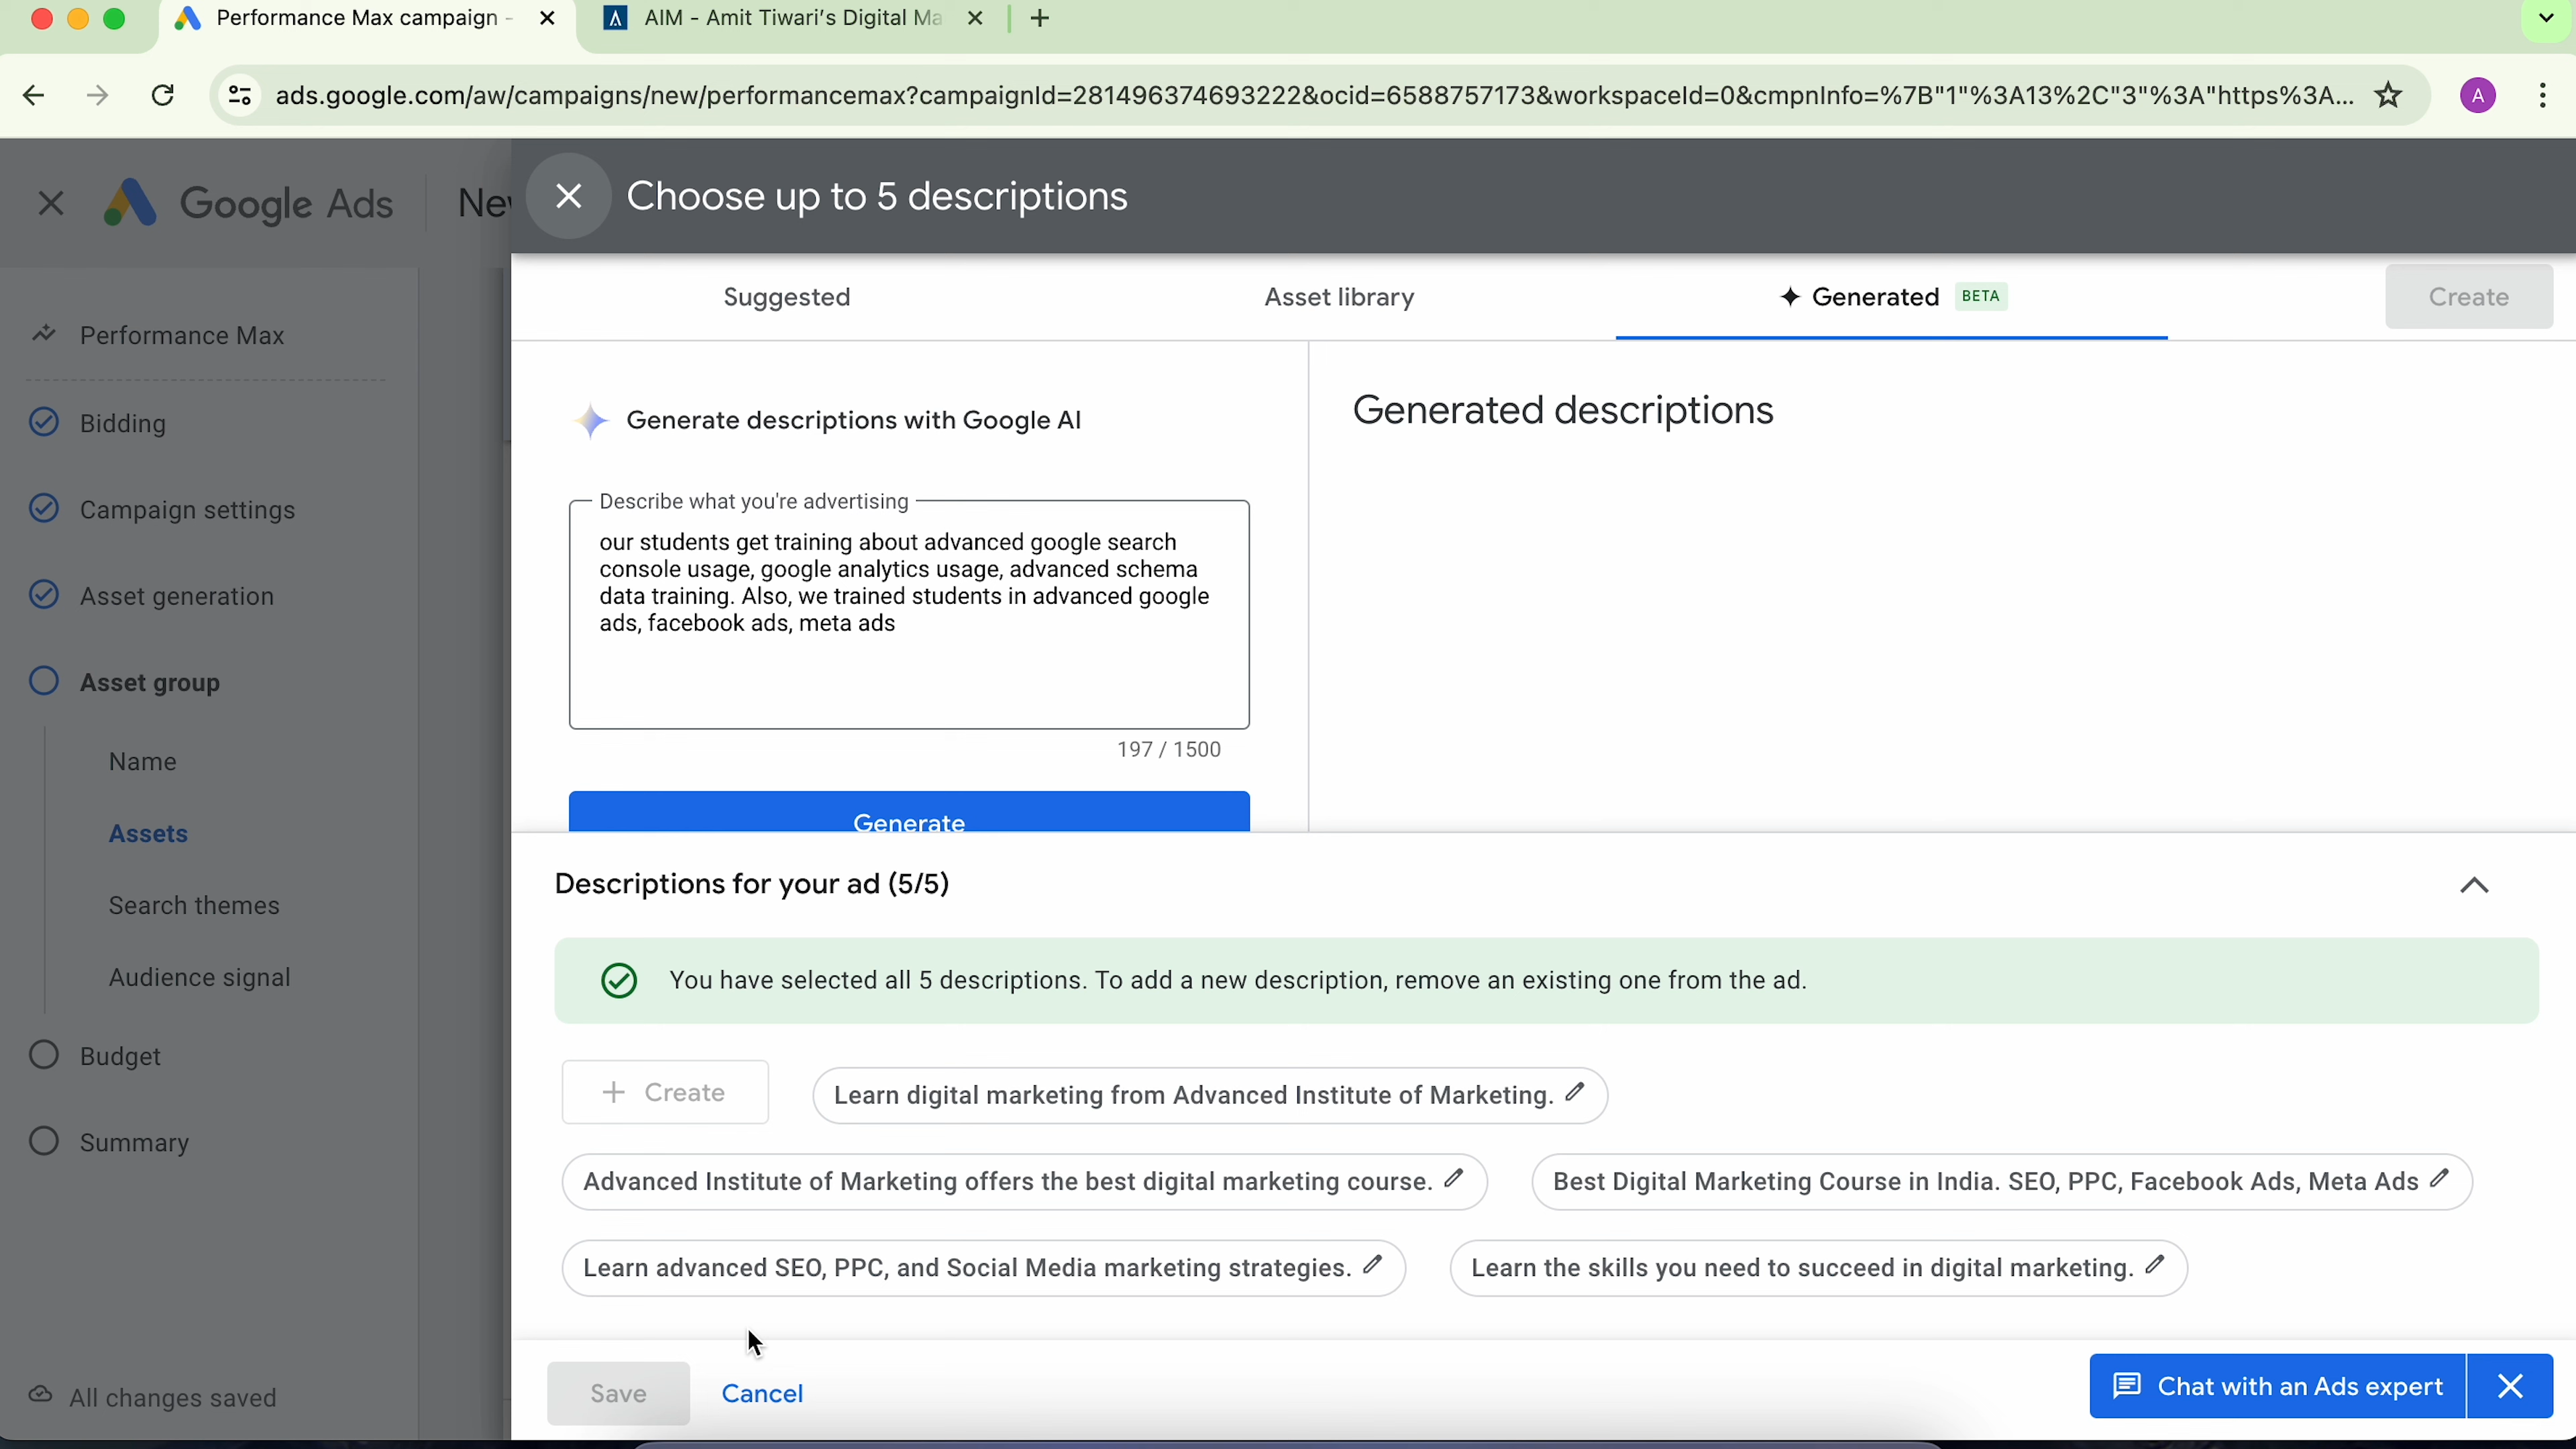 Performance Max campaign -
AIM - Amit Tiwari's Digital Ma
ads.google.com/aw/campaigns/new/performancemax?campaignId=281496374693222&ocid=6588757173&workspaceId=0&cmpnInfo=%7B"1"%3A13%2C"3"%3A"https%3A...
A
Google Ads
New
Choose up to 5 descriptions
Suggested
Asset library
Generated BETA
Create
Performance Max
Bidding
Campaign settings
Asset generation
Asset group
Name
Assets
Search themes
Audience signal
Budget
Summary
All changes saved
Generate descriptions with Google AI
Describe what you're advertising
our students get training about advanced google search
console usage, google analytics usage, advanced schema
data training. Also, we trained students in advanced google
ads, facebook ads, meta ads
197 / 1500
Generate
Generated descriptions
Descriptions for your ad (5/5)
You have selected all 5 descriptions. To add a new description, remove an existing one from the ad.
+ Create
Learn digital marketing from Advanced Institute of Marketing.
Advanced Institute of Marketing offers the best digital marketing course.
Best Digital Marketing Course in India. SEO, PPC, Facebook Ads, Meta Ads
Learn advanced SEO, PPC, and Social Media marketing strategies.
Learn the skills you need to succeed in digital marketing.
Save
Cancel
Chat with an Ads expert